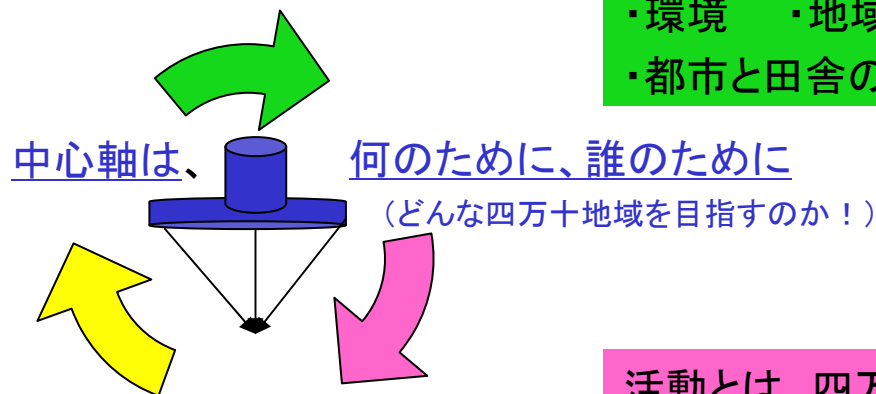 ・環境　・地域
・都市と田舎の
中心軸は、　何のために、誰のために
（どんな四万十地域を目指すのか！）
活動とは　四万